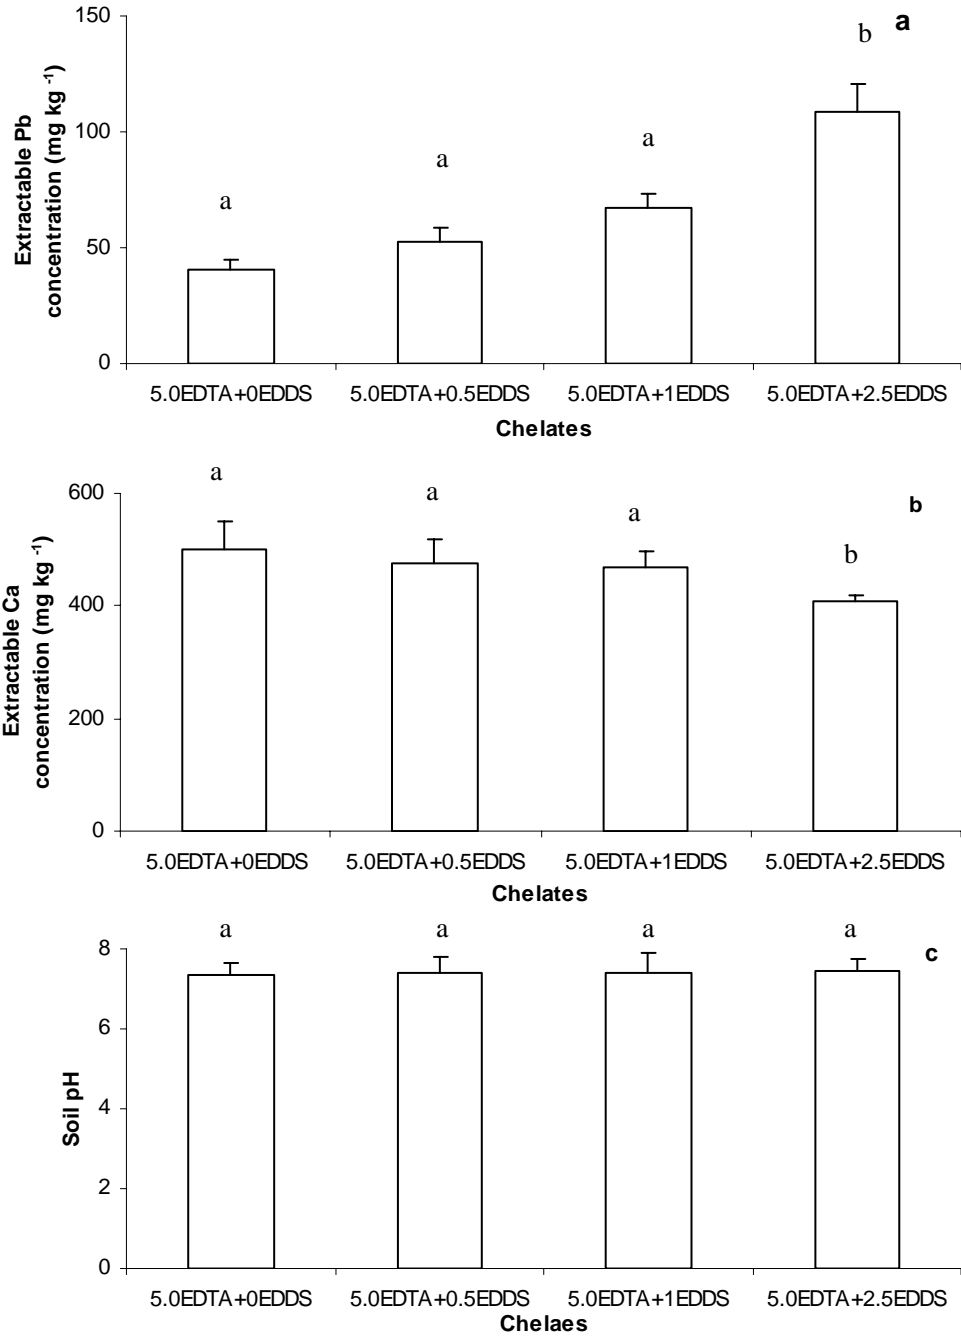 150
a
b
Extractable Pb
concentration (mg kg -1)
a
100
a
a
50
0
5.0EDTA+0EDDS 5.0EDTA+0.5EDDS 5.0EDTA+1EDDS 5.0EDTA+2.5EDDS
Chelates
a
600
a
b
a
b
Extractable Ca
concentration (mg kg -1)
400
200
0
5.0EDTA+0EDDS 5.0EDTA+0.5EDDS 5.0EDTA+1EDDS 5.0EDTA+2.5EDDS
Chelates
a a a a
8
c
6
Soil pH
4
2
0
5.0EDTA+0EDDS 5.0EDTA+0.5EDDS 5.0EDTA+1EDDS 5.0EDTA+2.5EDDS
Chelaes